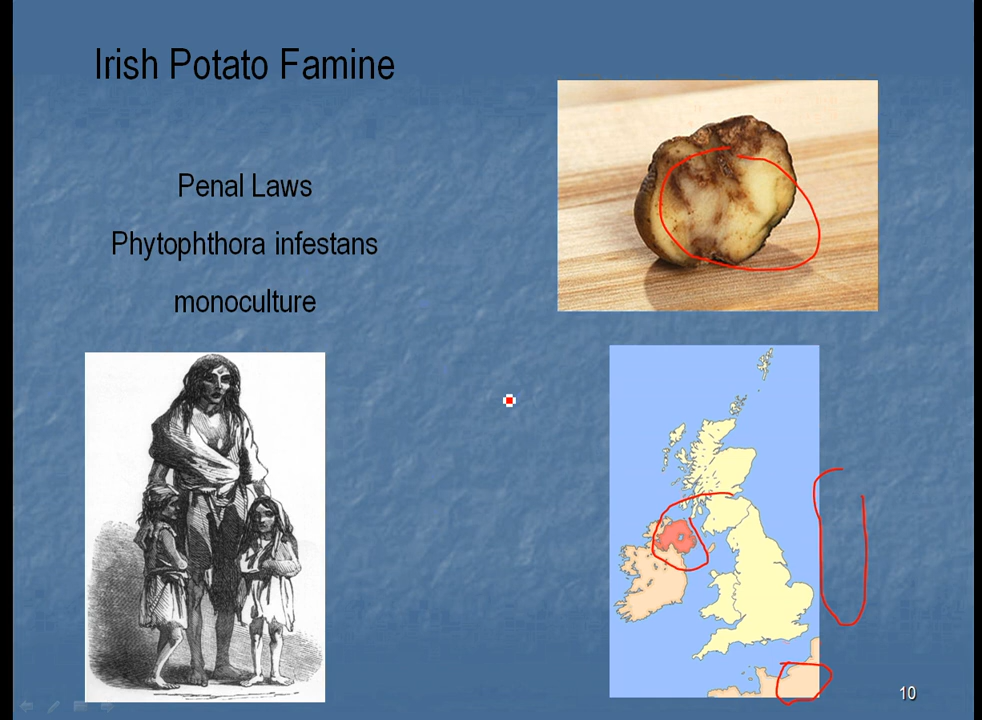 Irish Potato Famine
Penal Laws
Phytophthora infestans
monoculture
10